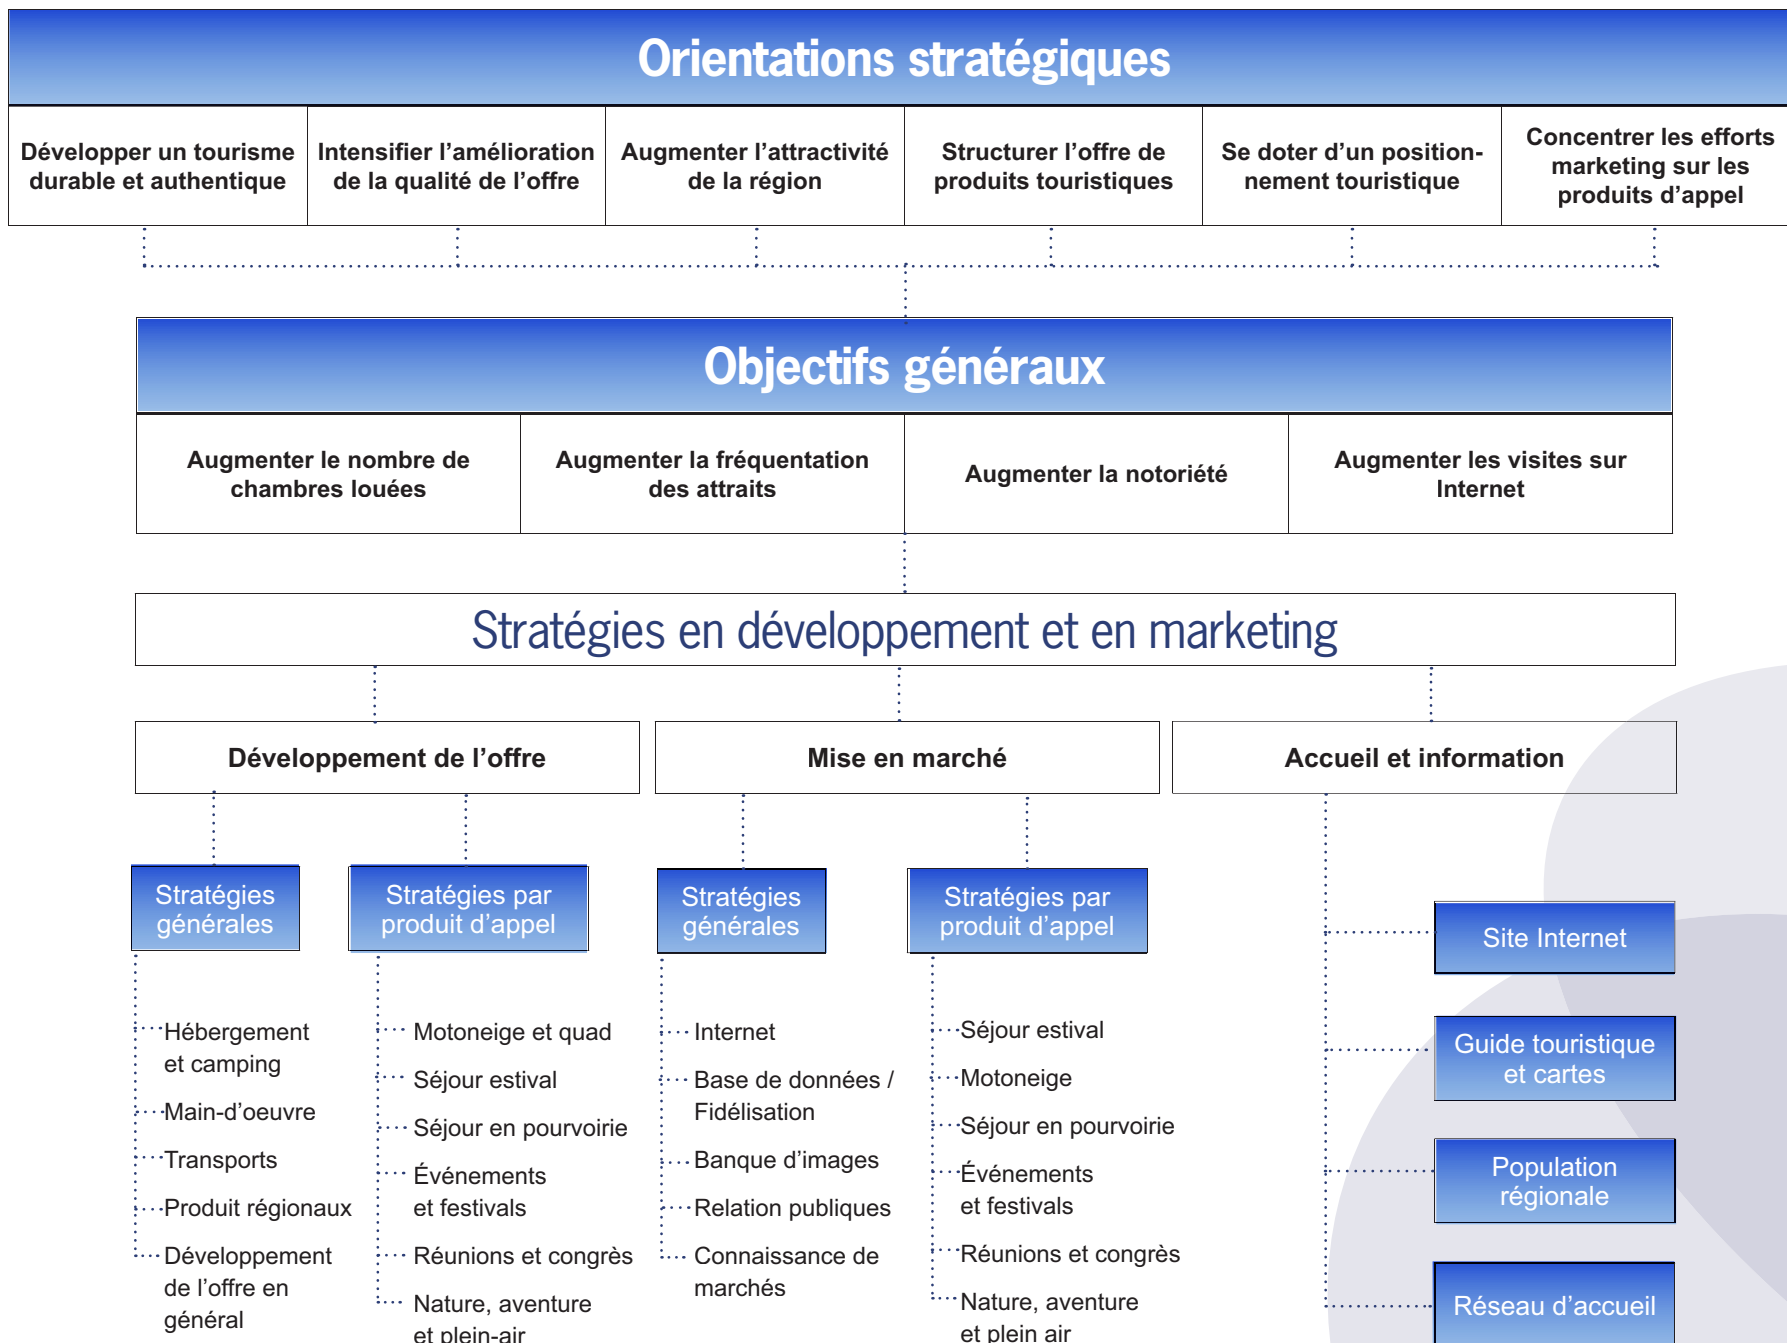 Orientations stratégiques
Développer un tourisme
durable et authentique
Intensifier l'amélioration
de la qualité de l'offre
Augmenter l'attractivité
de la région
Structurer l'offre de
produits touristiques
Se doter d'un position-
nement touristique
Concentrer les efforts
marketing sur les
produits d'appel
Objectifs généraux
Augmenter le nombre de
chambres louées
Augmenter la fréquentation
des attraits
Augmenter la notoriété
Augmenter les visites sur
Internet
Stratégies en développement et en marketing
Développement de l'offre
Mise en marché
Accueil et information
Stratégies
générales
Hébergement
et camping
Main-d'oeuvre
Transports
Produit régionaux
Développement
de l'offre en
général
Stratégies par
produit d'appel
Motoneige et quad
Séjour estival
Séjour en pourvoirie
Événements
et festivals
Réunions et congrès
Nature, aventure
et plein-air
Stratégies
générales
Internet
Base de données /
Fidélisation
Banque d'images
Relation publiques
Connaissance de
marchés
Stratégies par
produit d'appel
Séjour estival
Motoneige
Séjour en pourvoirie
Événements
et festivals
Réunions et congrès
Nature, aventure
et plein air
Site Internet
Guide touristique
et cartes
Population
régionale
Réseau d'accueil